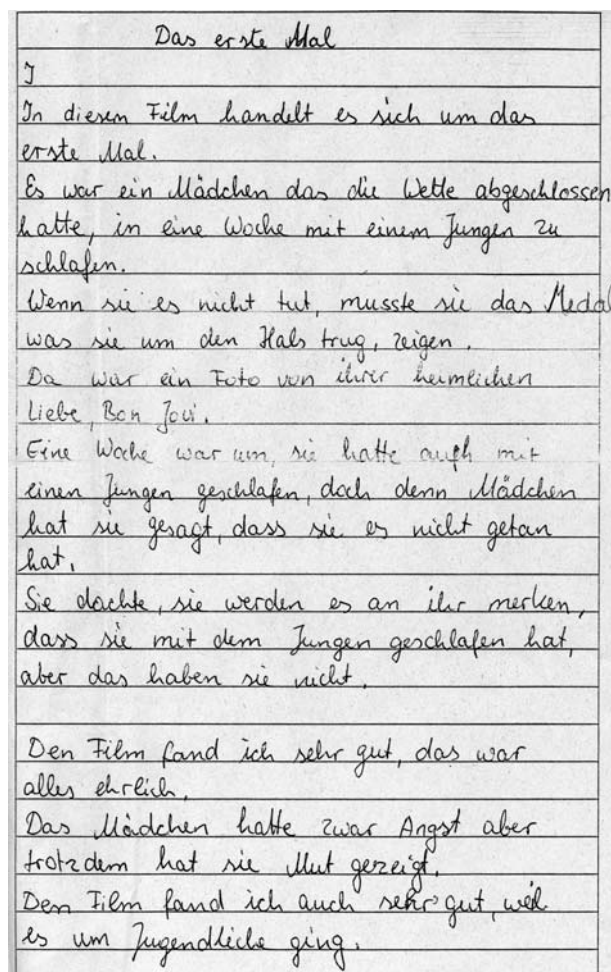 Das erste Mal
I
In diesem Film handelt es sich um das
erste Mal.
Es war ein Mädchen das die Wette abgeschlossen
hatte, in eine Woche mit einem Jungen zu
schlafen.
Wenn sie es nicht tut, musste sie das Medal
was sie um den Hals trug, zeigen.
Da war ein Foto von ihrer heimlichen
Liebe, Bon Jovi.
Eine Woche war um, sie hatte auch mit
einen Jungen geschlafen, doch denn Mädchen
hat sie gesagt, dass sie es nicht getan
hat.
Sie dachte, sie werden es an ihr merken,
dass sie mit dem Jungen geschlafen hat,
aber das haben sie nicht.
Den Film fand ich sehr gut, das war
alles ehrlich.
Das Mädchen hatte zwar Angst aber
trotzdem hat sie Mut gezeigt.
Den Film fand ich auch sehr gut, weil
es um Jugendliche ging.